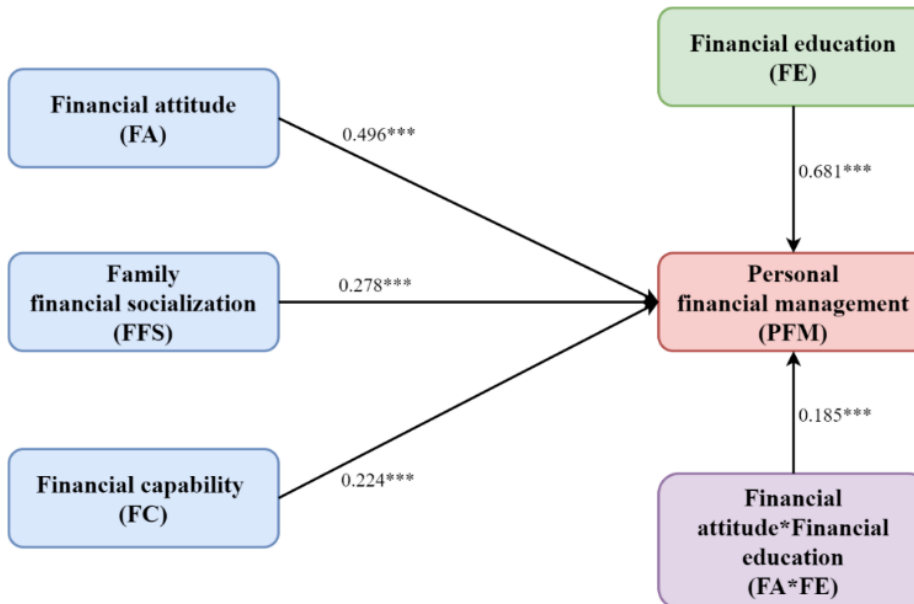 Financial education
(FE)
Financial attitude
(FA)
0.496***
0.681***
Family
financial socialization
(FFS)
0.278***
Personal
financial management
(PFM)
0.185***
Financial capability
(FC)
0.224***
Financial
attitude*Financial
education
(FA*FE)